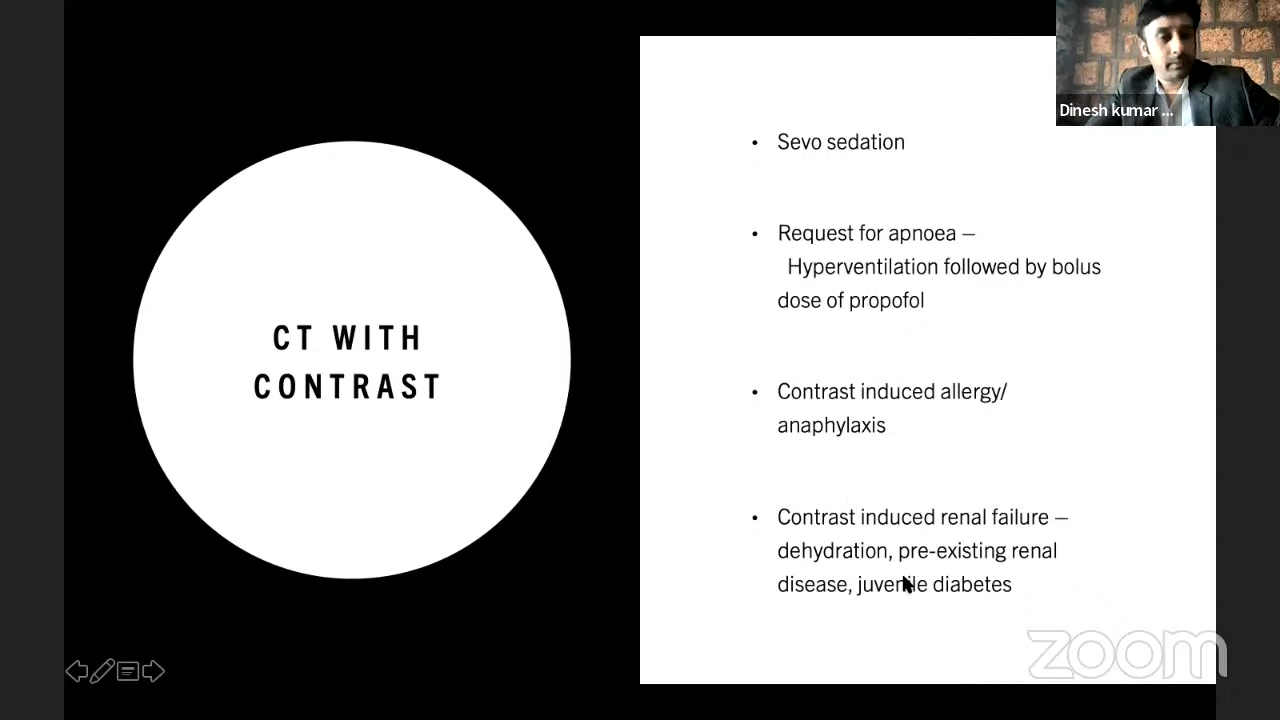 Dinesh kumar ...
CT WITH
CONTRAST
• Sevo sedation
• Request for apnoea –
Hyperventilation followed by bolus
dose of propofol
• Contrast induced allergy/
anaphylaxis
• Contrast induced renal failure –
dehydration, pre-existing renal
disease, juvenile diabetes
zoom